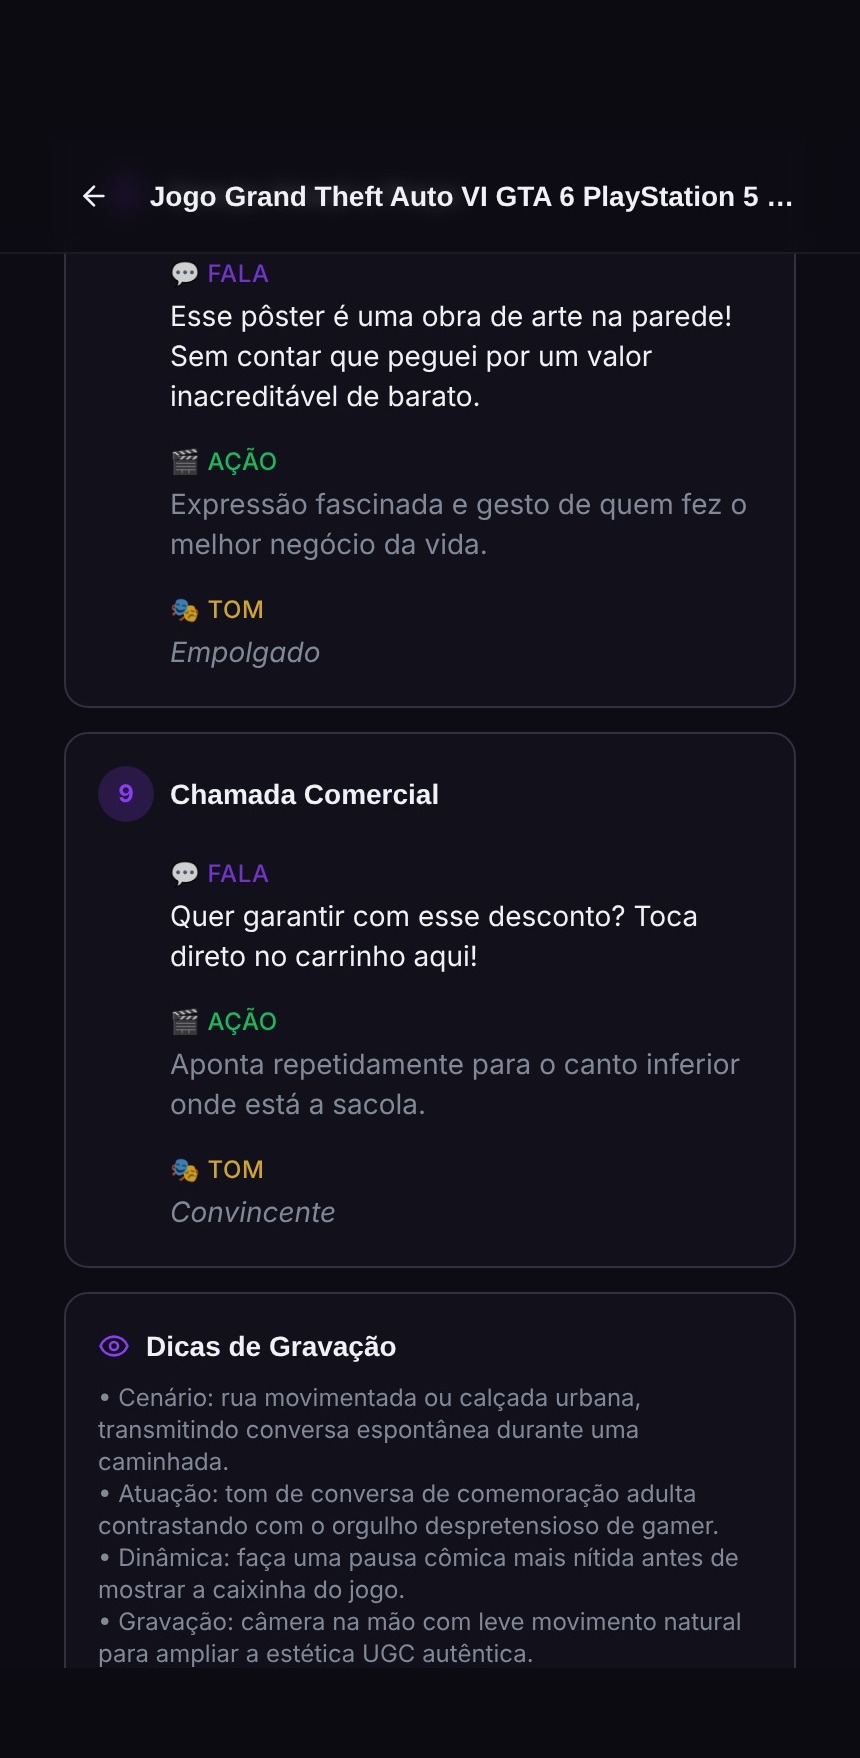 Jogo Grand Theft Auto VI GTA 6 PlayStation 5 ...
💬 FALA
Esse pôster é uma obra de arte na parede!
Sem contar que peguei por um valor
inacreditável de barato.
🎬 AÇÃO
Expressão fascinada e gesto de quem fez o
melhor negócio da vida.
🎭 TOM
Empolgado
9 Chamada Comercial
💬 FALA
Quer garantir com esse desconto? Toca
direto no carrinho aqui!
🎬 AÇÃO
Aponta repetidamente para o canto inferior
onde está a sacola.
🎭 TOM
Convincente
Dicas de Gravação
• Cenário: rua movimentada ou calçada urbana,
transmitindo conversa espontânea durante uma
caminhada.
• Atuação: tom de conversa de comemoração adulta
contrastando com o orgulho despretensioso de gamer.
• Dinâmica: faça uma pausa cômica mais nítida antes de
mostrar a caixinha do jogo.
• Gravação: câmera na mão com leve movimento natural
para ampliar a estética UGC autêntica.